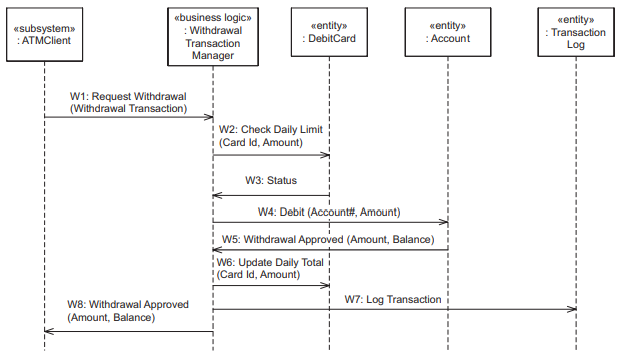 «subsystem»
: ATMClient
«business logic»
: Withdrawal
Transaction
Manager
«entity»
: DebitCard
«entity»
: Account
«entity»
: Transaction
Log
W1: Request Withdrawal
(Withdrawal Transaction)
W2: Check Daily Limit
(Card Id, Amount)
W3: Status
W4: Debit (Account#, Amount)
W5: Withdrawal Approved (Amount, Balance)
W6: Update Daily Total
(Card Id, Amount)
W7: Log Transaction
W8: Withdrawal Approved
(Amount, Balance)